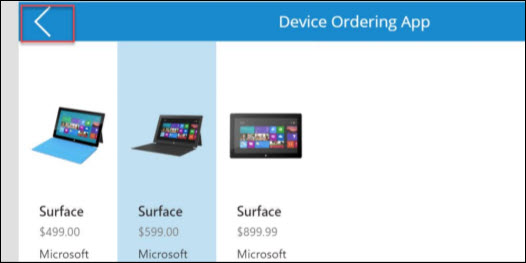 Device Ordering App
Surface Surface Surface
$499.00 $599.00 $899.99
Microsoft Microsoft Microsoft